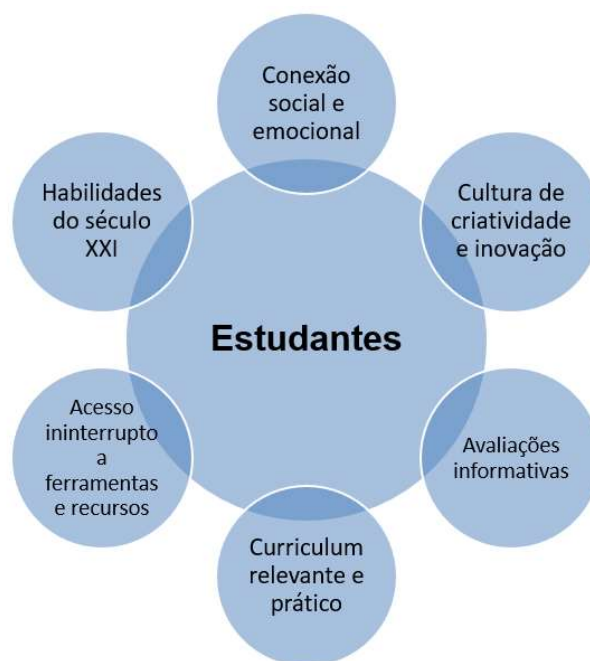 Conexão
social e
emocional
Cultura de
criatividade
e inovação
Avaliações
informativas
Curriculum
relevante e
prático
Acesso
ininterrupto
a
ferramentas
e recursos
Habilidades
do século
XXI
Estudantes